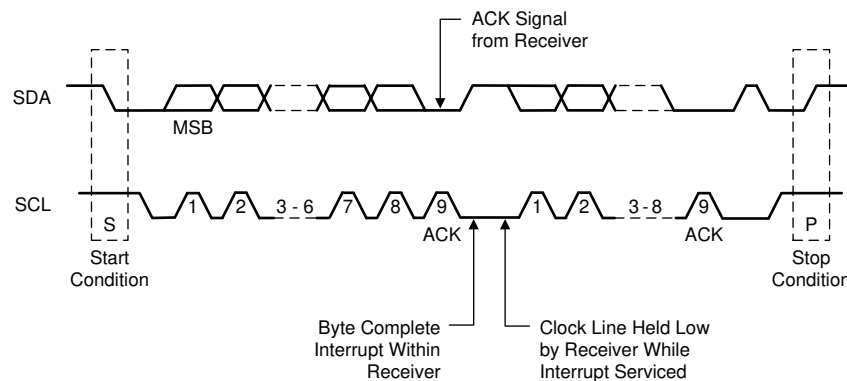 ACK Signal
from Receiver
SDA
MSB
SCL
1 2 3 - 6 7 8 9 1 2 3 - 8 9
S ACK ACK P
Start
Condition
Stop
Condition
Byte Complete
Interrupt Within
Receiver
Clock Line Held Low
by Receiver While
Interrupt Serviced